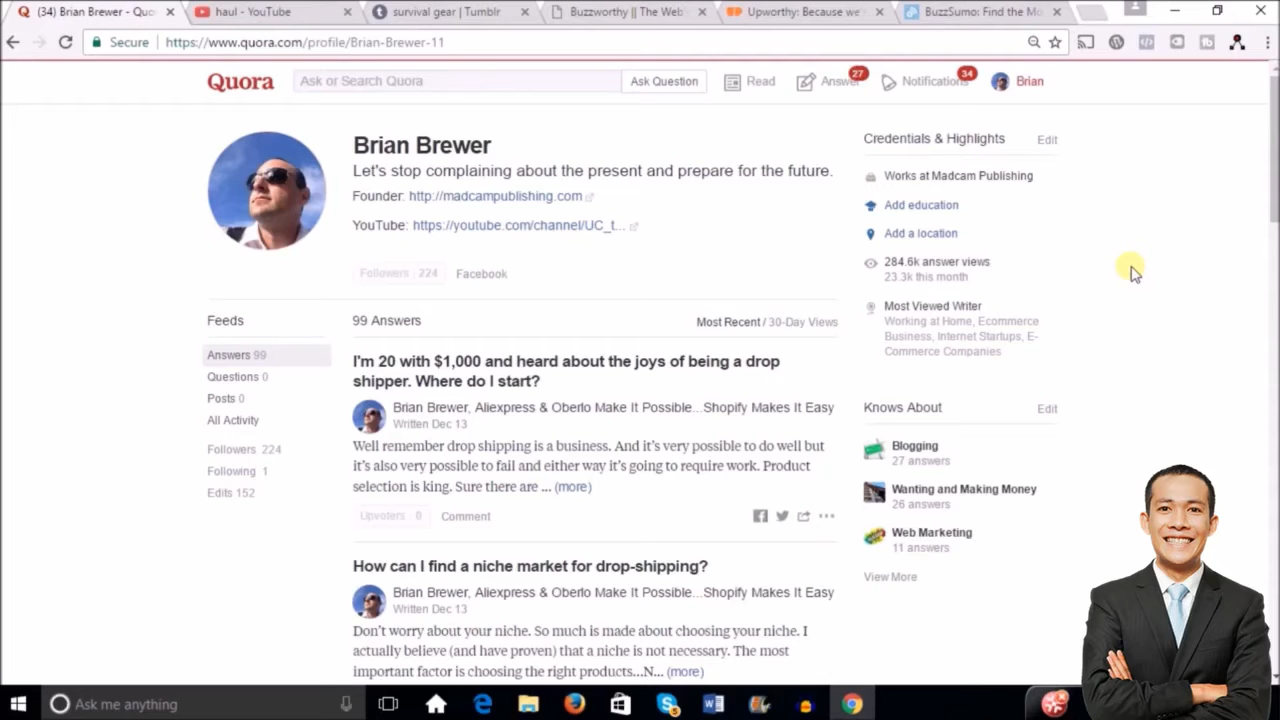 (34) Brian Brewer - Quo
haul - YouTube
survival gear | Tumblr
Buzzworthy || The Web
Upworthy: Because we'
BuzzSumo: Find the Mo
Secure
https://www.quora.com/profile/Brian-Brewer-11
Quora
Ask or Search Quora
Ask Question
Read
Answer
27
Notifications
34
Brian
Brian Brewer
Let's stop complaining about the present and prepare for the future.
Founder: http://madcampublishing.com
YouTube: https://youtube.com/channel/UC_t...
Followers 224
Facebook
Credentials & Highlights
Edit
Works at Madcam Publishing
Add education
Add a location
284.6k answer views
23.3k this month
Most Viewed Writer
Working at Home, Ecommerce
Business, Internet Startups, E-
Commerce Companies
Feeds
Answers 99
Questions 0
Posts 0
All Activity
Followers 224
Following 1
Edits 152
99 Answers
Most Recent / 30-Day Views
I'm 20 with $1,000 and heard about the joys of being a drop
shipper. Where do I start?
Brian Brewer, Aliexpress & Oberlo Make It Possible...Shopify Makes It Easy
Written Dec 13
Well remember drop shipping is a business. And it's very possible to do well but
it's also very possible to fail and either way it's going to require work. Product
selection is king. Sure there are ... (more)
Upvoters 0
Comment
How can I find a niche market for drop-shipping?
Brian Brewer, Aliexpress & Oberlo Make It Possible...Shopify Makes It Easy
Written Dec 13
Don't worry about your niche. So much is made about choosing your niche. I
actually believe (and have proven) that a niche is not necessary. The most
important factor is choosing the right products...N... (more)
Knows About
Edit
Blogging
27 answers
Wanting and Making Money
26 answers
Web Marketing
11 answers
View More
Ask me anything